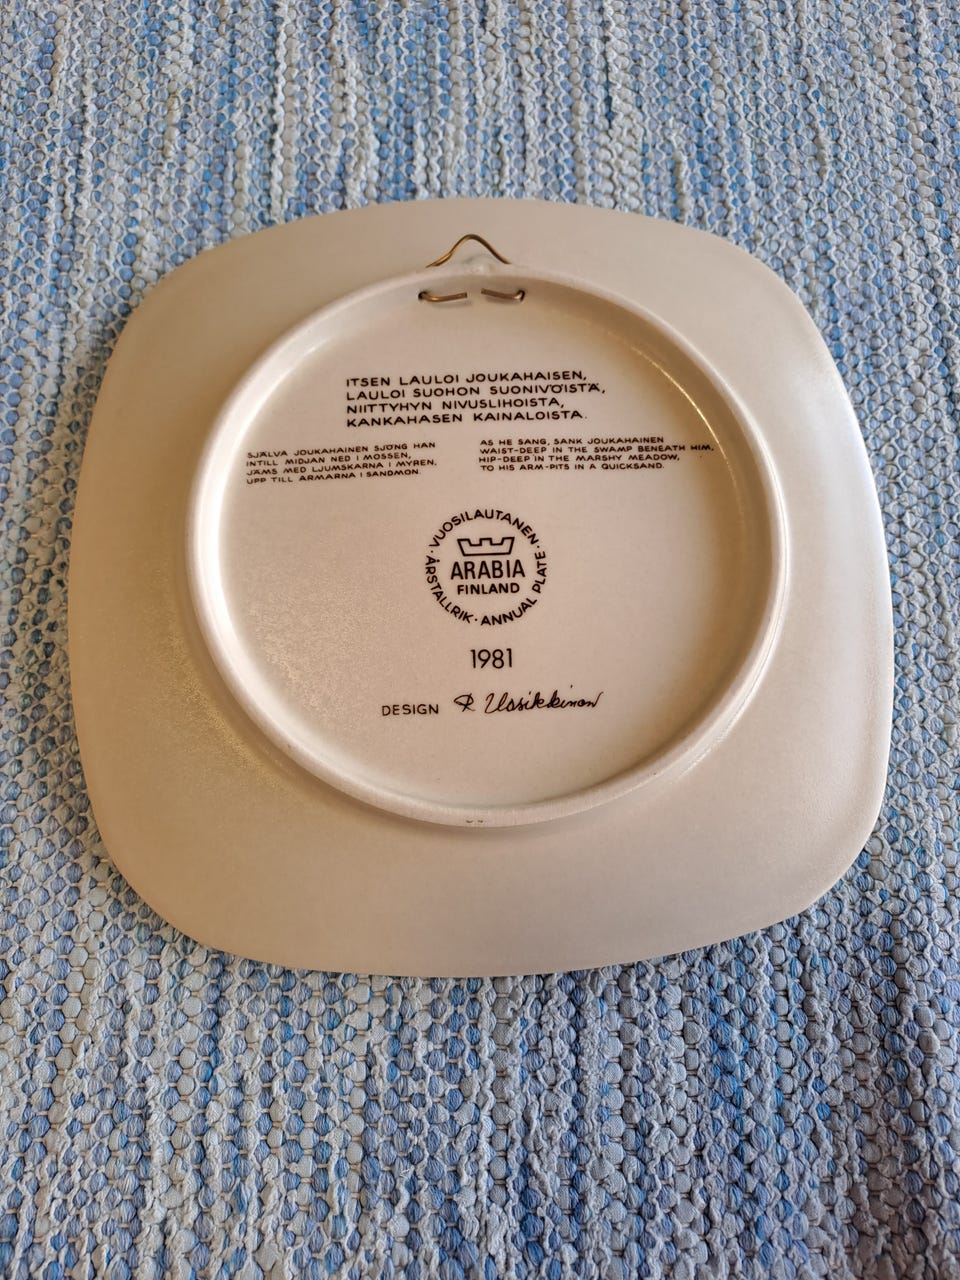 ITSEN LAULOI JOUKAHAISEN,
LAULOI SUOHON SUONIVÖISTÄ,
NIITTYHYN NIVUSLIHOISTA,
KANKAHASEN KAINALOISTA.
SJÄLVA JOUKAHAINEN SJÖNG HAN
INTILL MIDJAN NED I MOSSEN,
JÄMS MED LJUMSKARNA I MYREN,
UPP TILL ARMARNA I SANDMON.
AS HE SANG, SANK JOUKAHAINEN
WAIST-DEEP IN THE SWAMP BENEATH HIM,
HIP-DEEP IN THE MARSHY MEADOW,
TO HIS ARM-PITS IN A QUICKSAND.
· VUOSILAUTANEN · ANNUAL PLATE · ÅRSTALLRIK
ARABIA
FINLAND
1981
DESIGN R Uosikkinen